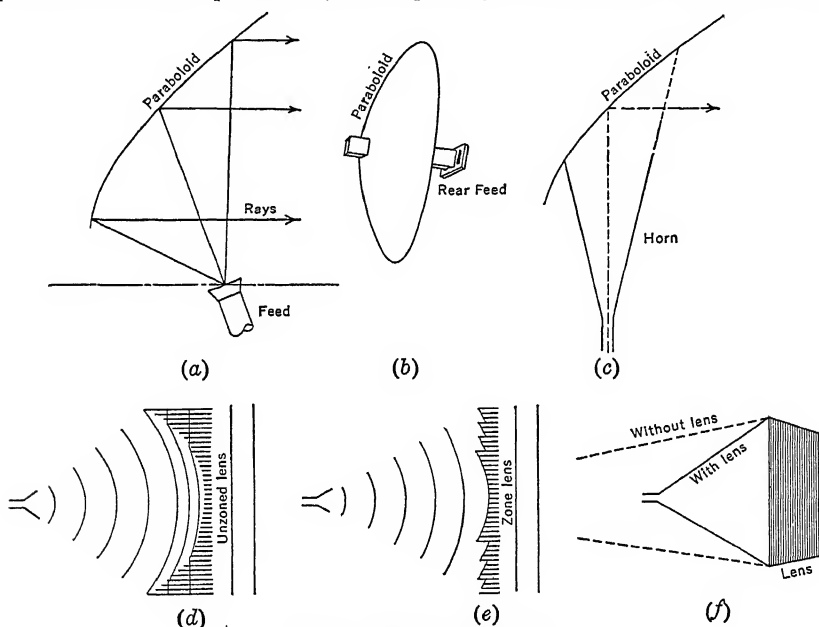 Paraboloid
Rays
Feed
(a)
Paraboloid
Rear Feed
(b)
Paraboloid
Horn
(c)
Unzoned lens
(d)
Zone lens
(e)
Without lens
With lens
Lens
(f)